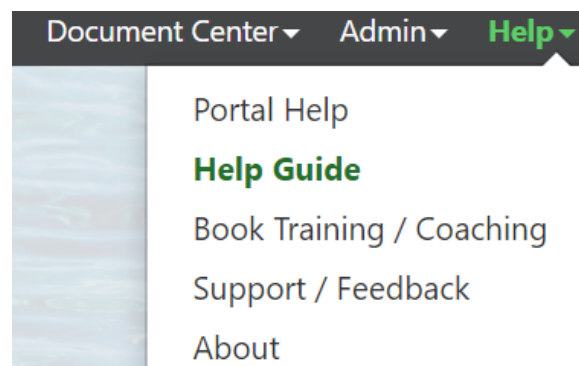 Document Center Admin Help
Portal Help
Help Guide
Book Training / Coaching
Support / Feedback
About